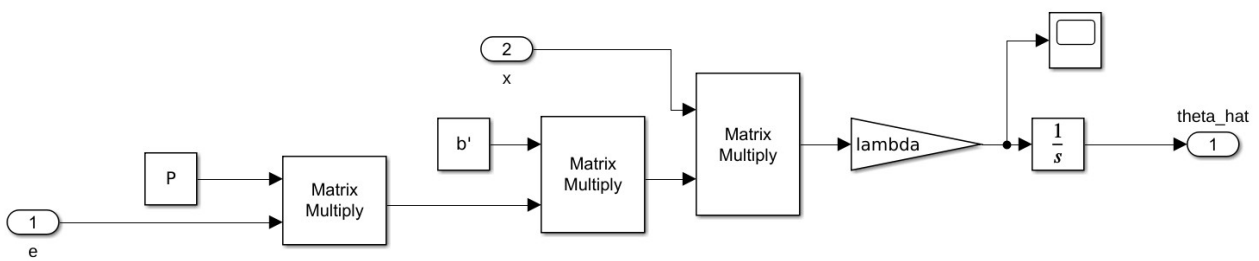 2
x
theta_hat
1
b'
Matrix
Multiply
lambda
1
s
Matrix
Multiply
P
Matrix
Multiply
1
e